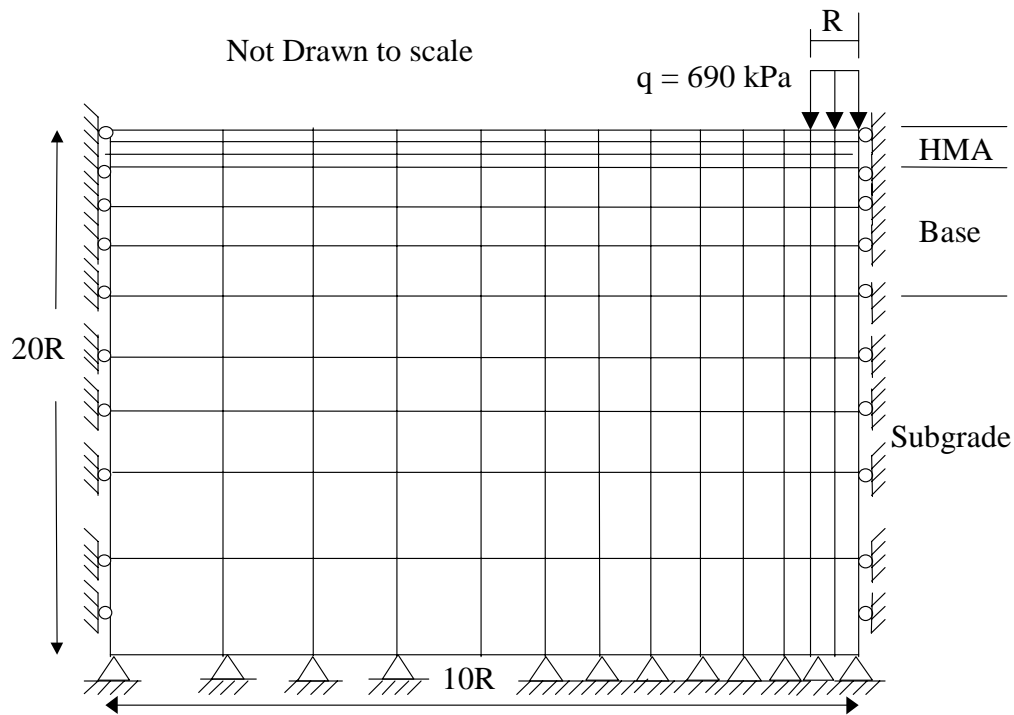 R
Not Drawn to scale
q = 690 kPa
HMA
Base
20R
Subgrade
10R